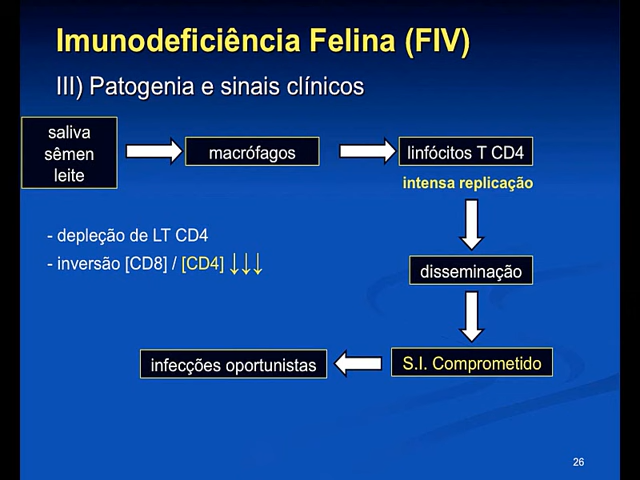 Imunodeficiência Felina (FIV)
III) Patogenia e sinais clínicos
saliva
sêmen
leite
macrófagos
linfócitos T CD4
intensa replicação
- depleção de LT CD4
- inversão [CD8] / [CD4] ↓↓↓
disseminação
S.I. Comprometido
infecções oportunistas
26